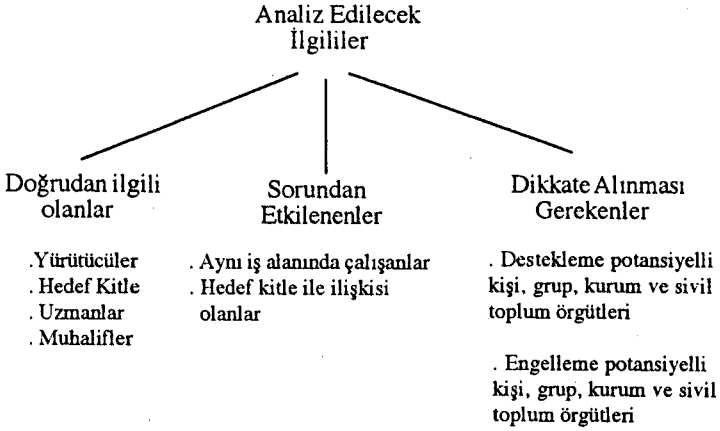 Analiz Edilecek
İlgililer
Doğrudan ilgili
olanlar
.Yürütücüler
. Hedef Kitle
. Uzmanlar
. Muhalifler
Sorundan
Etkilenenler
. Aynı iş alanında çalışanlar
. Hedef kitle ile ilişkisi
olanlar
Dikkate Alınması
Gerekenler
. Destekleme potansiyelli
kişi, grup, kurum ve sivil
toplum örgütleri
. Engelleme potansiyelli
kişi, grup, kurum ve sivil
toplum örgütleri